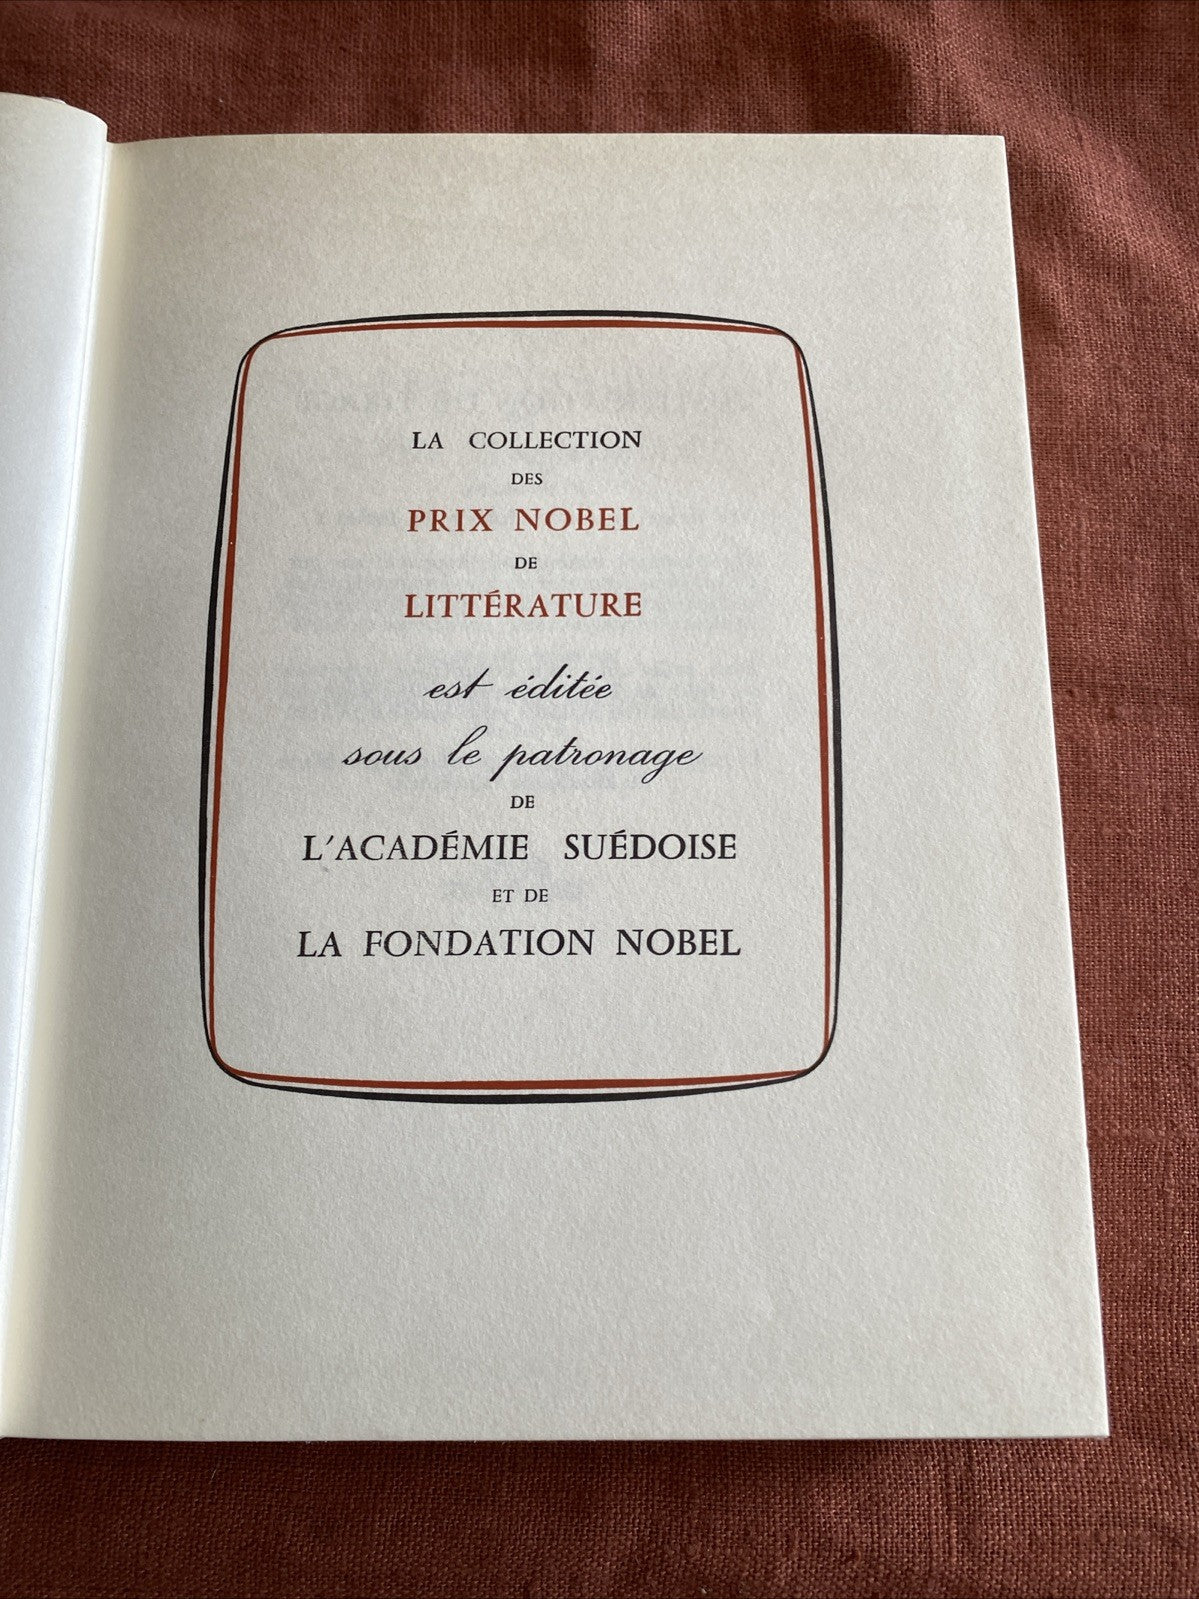 LA COLLECTION
DES
PRIX NOBEL
DE
LITTÉRATURE
est éditée
sous le patronage
DE
L'ACADÉMIE SUÉDOISE
ET DE
LA FONDATION NOBEL